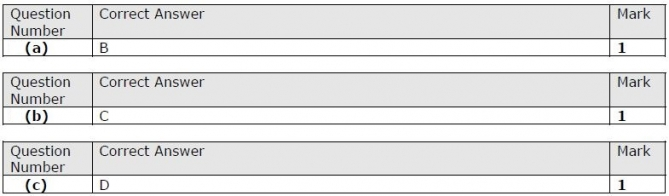 Question Number Correct Answer Mark
(a) B 1
Question Number Correct Answer Mark
(b) C 1
Question Number Correct Answer Mark
(c) D 1